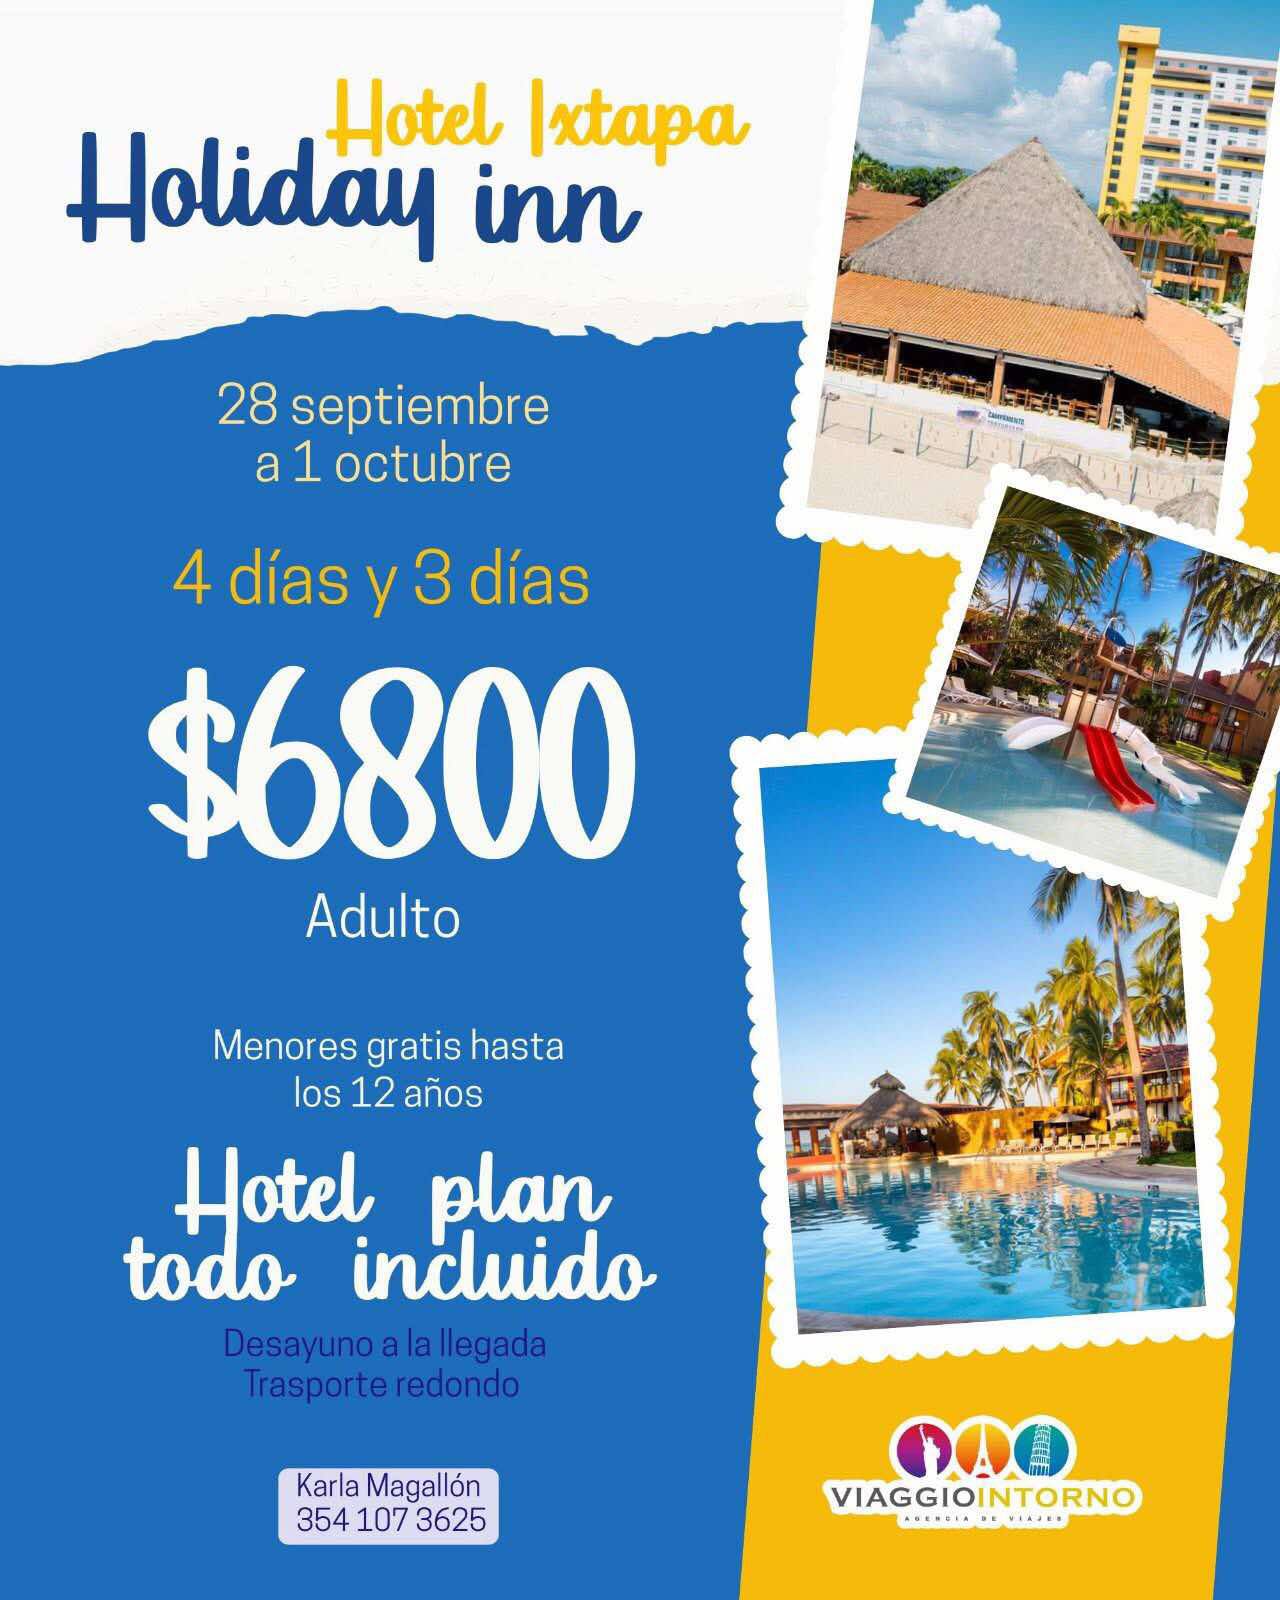 Hotel Ixtapa
Holiday inn
28 septiembre
a 1 octubre
4 días y 3 días
$6800
Adulto
Menores gratis hasta
los 12 años
Hotel plan
todo incluido
Desayuno a la llegada
Trasporte redondo
Karla Magallón
354 107 3625
CAMPAMENTO
VIAGGIOINTORNO
AGENCIA DE VIAJES